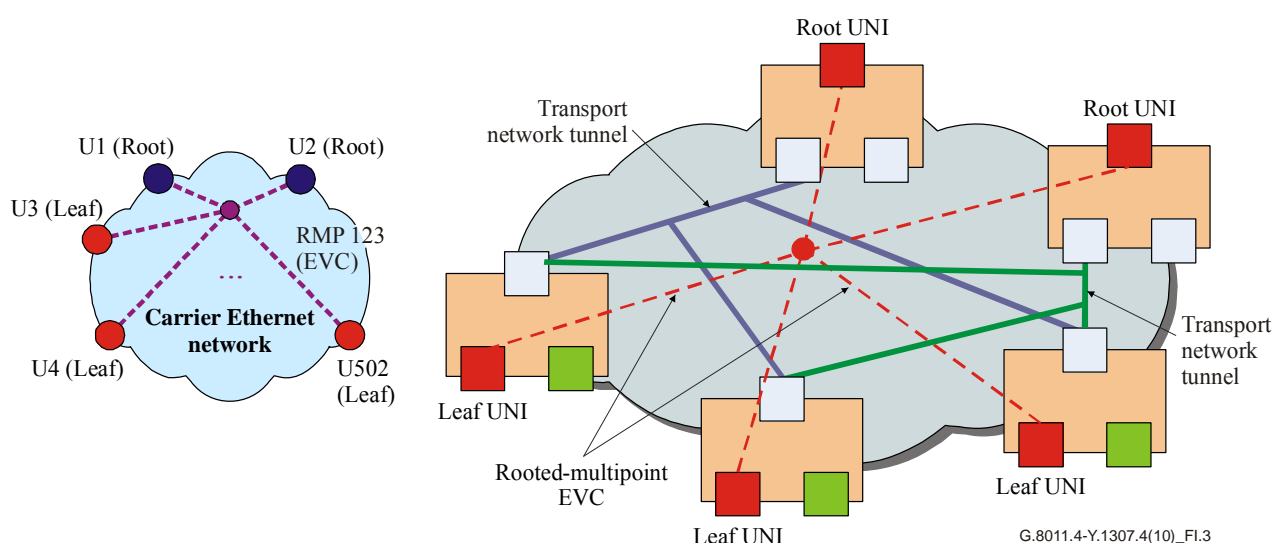 U1 (Root)
U2 (Root)
U3 (Leaf)
RMP 123
(EVC)
...
Carrier Ethernet
network
U4 (Leaf)
U502
(Leaf)
Root UNI
Transport
network tunnel
Root UNI
Transport
network
tunnel
Leaf UNI
Rooted-multipoint
EVC
Leaf UNI
Leaf UNI
G.8011.4-Y.1307.4(10)_FI.3